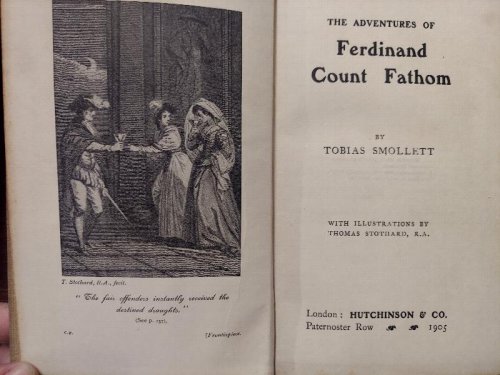 T. Stothard, R.A., fecit.
"The fair offenders instantly received the
destined draughts."
(See p. 197.
[Frontispiece.
THE ADVENTURES OF
Ferdinand
Count Fathom
BY
TOBIAS SMOLLETT
WITH ILLUSTRATIONS BY
THOMAS STOTHARD, R.A.
London: HUTCHINSON & CO.
Paternoster Row 1905